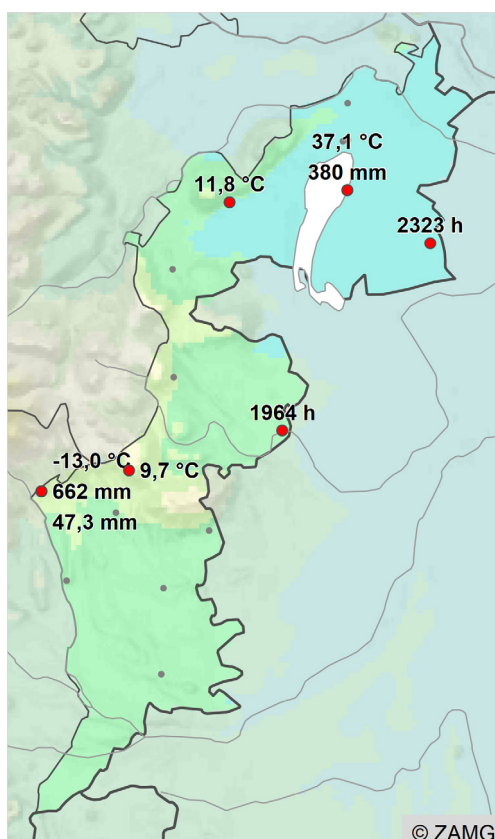 37,1 °C
11,8 °C
380 mm
2323 h
1964 h
-13,0 °C
9,7 °C
662 mm
47,3 mm
© ZAMG